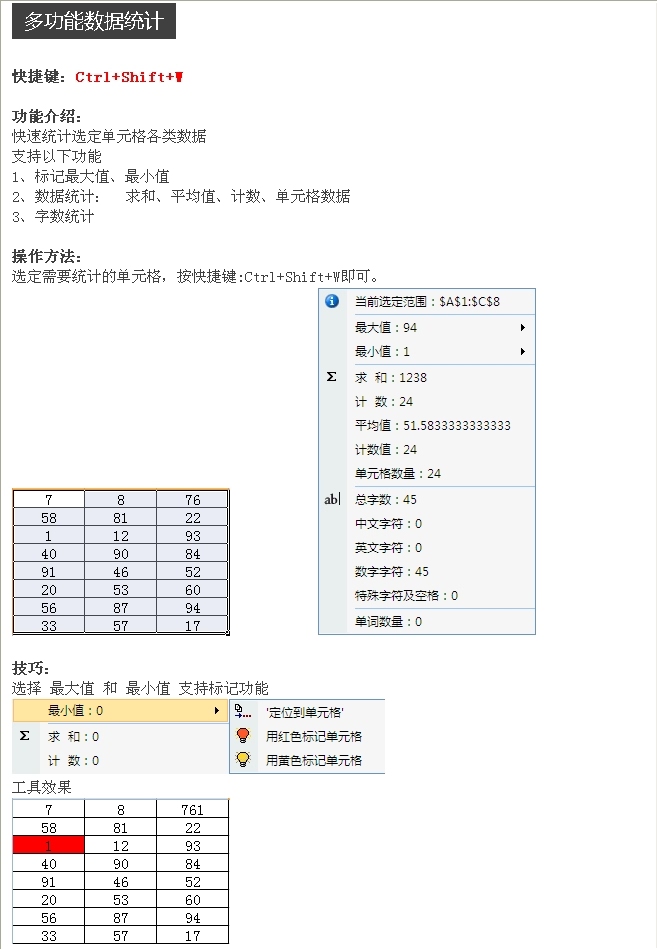 多功能数据统计
快捷键：Ctrl+Shift+W
功能介绍：
快速统计选定单元格各类数据
支持以下功能
1、标记最大值、最小值
2、数据统计： 求和、平均值、计数、单元格数据
3、字数统计
操作方法：
选定需要统计的单元格，按快捷键:Ctrl+Shift+W即可。
当前选定范围：$A$1:$C$8
最大值：94
最小值：1
Σ 求 和：1238
计 数：24
平均值：51.5833333333333
计数值：24
单元格数量：24
ab| 总字数：45
中文字符：0
英文字符：0
数字字符：45
特殊字符及空格：0
单词数量：0
7 8 76
58 81 22
1 12 93
40 90 84
91 46 52
20 53 60
56 87 94
33 57 17
技巧：
选择 最大值 和 最小值 支持标记功能
最小值：0
Σ 求 和：0
计 数：0
'定位到单元格'
用红色标记单元格
用黄色标记单元格
工具效果
7 8 761
58 81 22
1 12 93
40 90 84
91 46 52
20 53 60
56 87 94
33 57 17